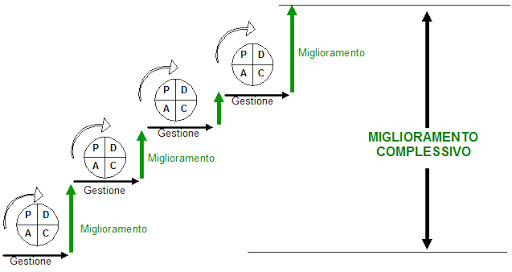 P D
A C
Gestione
Miglioramento
P D
A C
Gestione
Miglioramento
P D
A C
Gestione
P D
A C
Gestione
Miglioramento
MIGLIORAMENTO
COMPLESSIVO